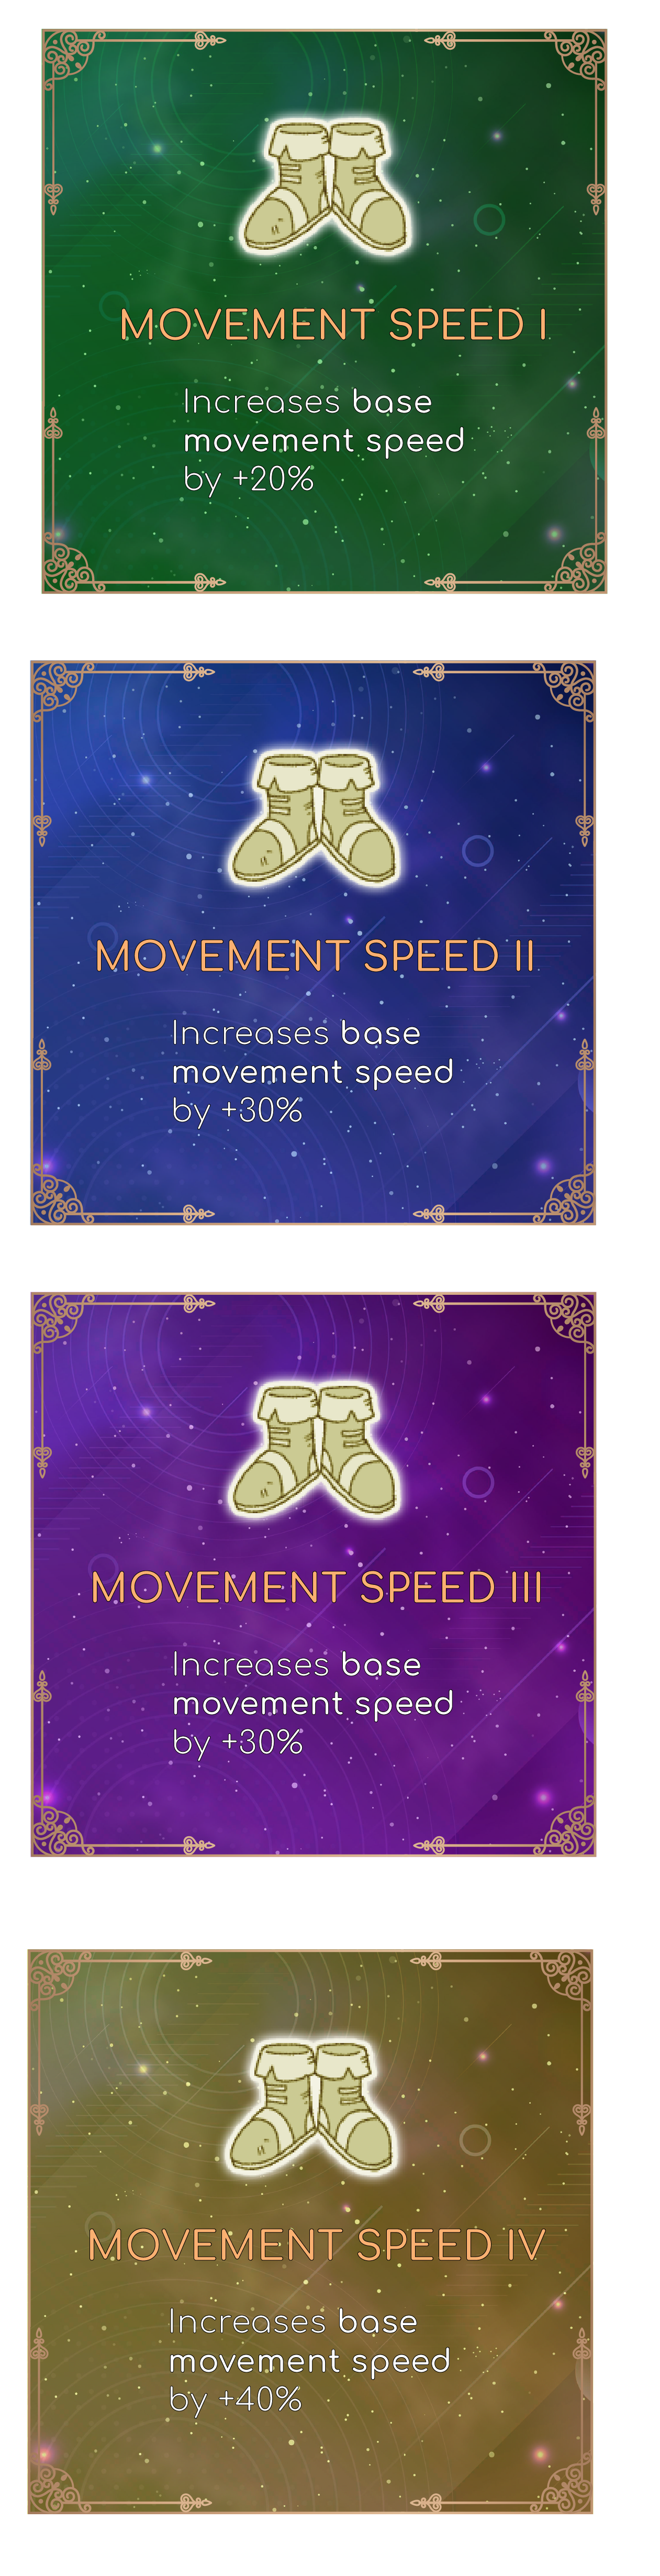 MOVEMENT SPEED I
Increases base
movement speed
by +20%
MOVEMENT SPEED II
Increases base
movement speed
by +30%
MOVEMENT SPEED III
Increases base
movement speed
by +30%
MOVEMENT SPEED IV
Increases base
movement speed
by +40%